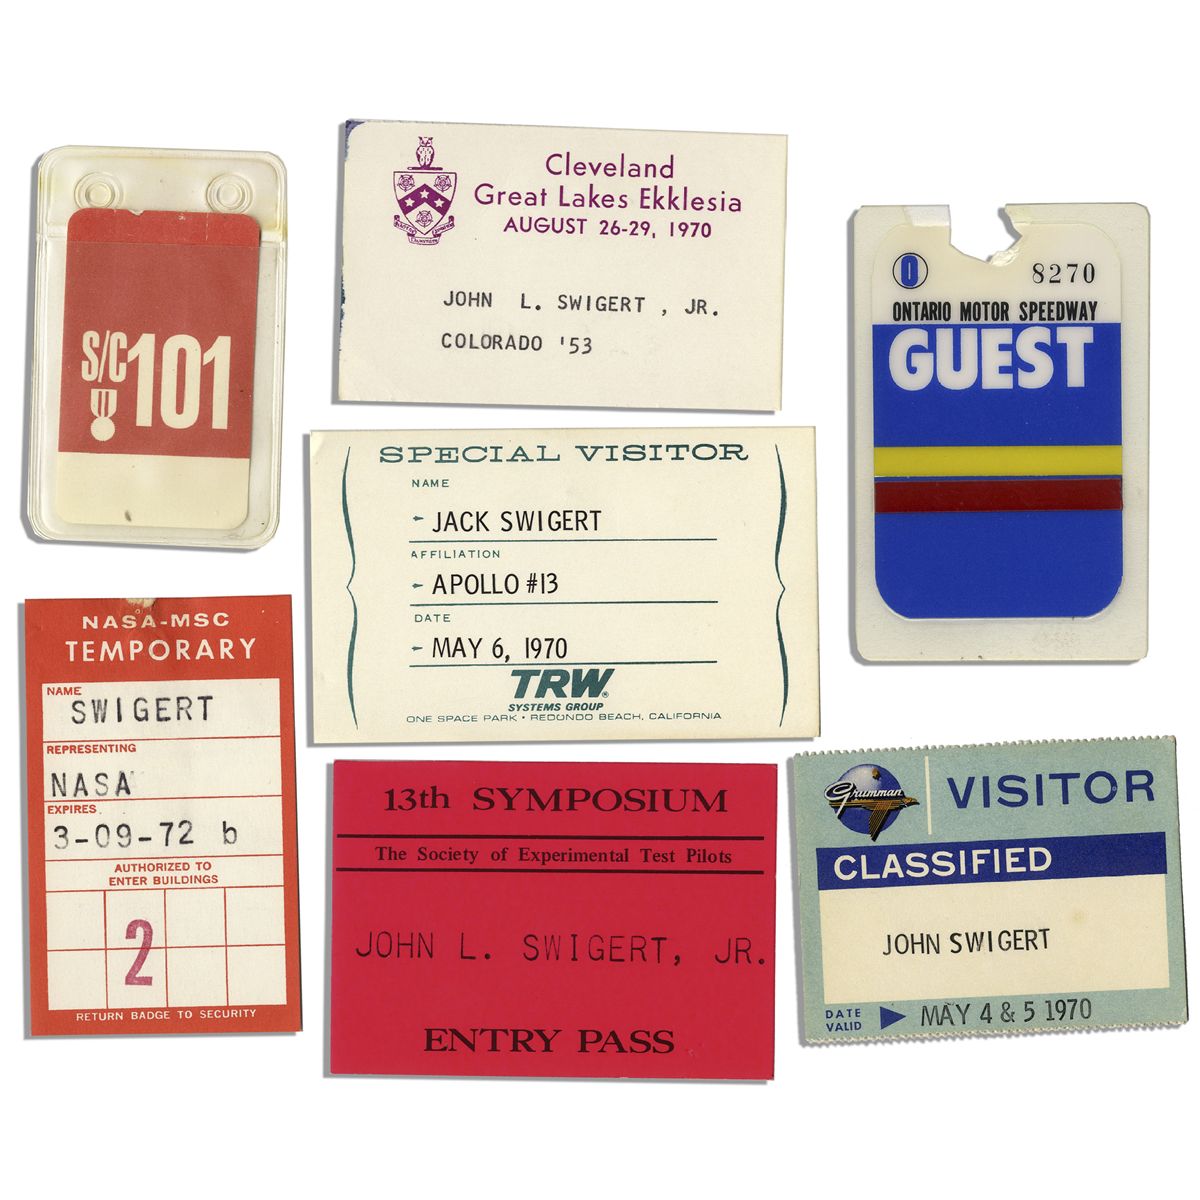 S/C 101
Cleveland
Great Lakes Ekklesia
AUGUST 26-29, 1970
JOHN L. SWIGERT , JR.
COLORADO '53
O 8270
ONTARIO MOTOR SPEEDWAY
GUEST
SPECIAL VISITOR
NAME
JACK SWIGERT
AFFILIATION
APOLLO #13
DATE
MAY 6, 1970
TRW®
SYSTEMS GROUP
ONE SPACE PARK • REDONDO BEACH, CALIFORNIA
NASA-MSC
TEMPORARY
NAME
SWIGERT
REPRESENTING
NASA
EXPIRES
3-09-72 b
AUTHORIZED TO
ENTER BUILDINGS
2
RETURN BADGE TO SECURITY
13th SYMPOSIUM
The Society of Experimental Test Pilots
JOHN L. SWIGERT, JR.
ENTRY PASS
Grumman
VISITOR
CLASSIFIED
JOHN SWIGERT
DATE
VALID
MAY 4 & 5 1970